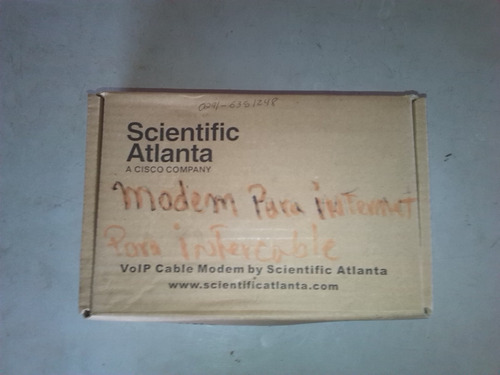 Scientific
Atlanta
A CISCO COMPANY
Modem Para internet
Para intercable
VoIP Cable Modem by Scientific Atlanta
www.scientificatlanta.com